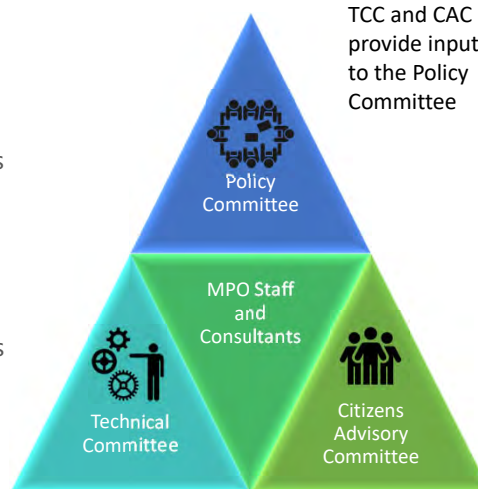 TCC and CAC
provide input
to the Policy
Committee
s
Policy
Committee
MPO Staff
and
Consultants
s
Technical
Committee
Citizens
Advisory
Committee